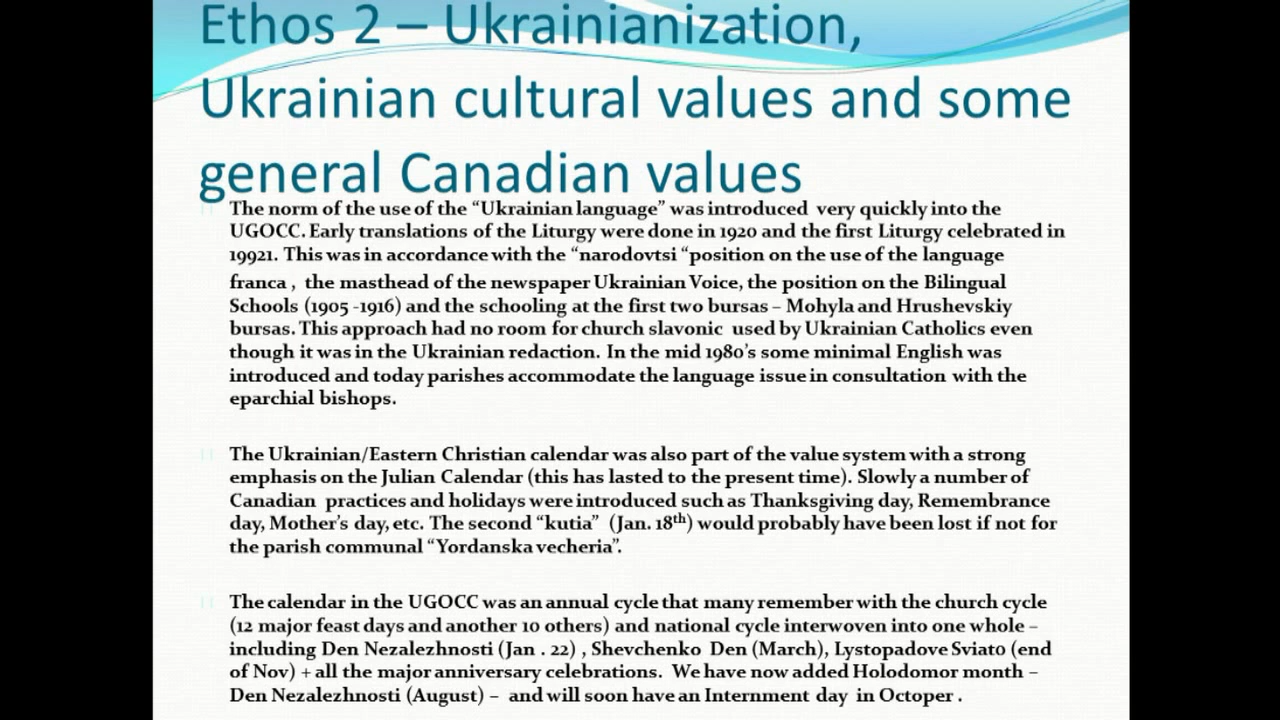 Ethos 2 – Ukrainianization,
Ukrainian cultural values and some
general Canadian values
The norm of the use of the “Ukrainian language” was introduced very quickly into the
UGOCC. Early translations of the Liturgy were done in 1920 and the first Liturgy celebrated in
19921. This was in accordance with the “narodovtsi “position on the use of the language
franca , the masthead of the newspaper Ukrainian Voice, the position on the Bilingual
Schools (1905 -1916) and the schooling at the first two bursas – Mohyla and Hrushevskiy
bursas. This approach had no room for church slavonic used by Ukrainian Catholics even
though it was in the Ukrainian redaction. In the mid 1980’s some minimal English was
introduced and today parishes accommodate the language issue in consultation with the
eparchial bishops.
The Ukrainian/Eastern Christian calendar was also part of the value system with a strong
emphasis on the Julian Calendar (this has lasted to the present time). Slowly a number of
Canadian practices and holidays were introduced such as Thanksgiving day, Remembrance
day, Mother’s day, etc. The second “kutia” (Jan. 18th) would probably have been lost if not for
the parish communal “Yordanska vecheria”.
The calendar in the UGOCC was an annual cycle that many remember with the church cycle
(12 major feast days and another 10 others) and national cycle interwoven into one whole –
including Den Nezalezhnosti (Jan . 22) , Shevchenko Den (March), Lystopadove Sviat0 (end
of Nov) + all the major anniversary celebrations. We have now added Holodomor month –
Den Nezalezhnosti (August) – and will soon have an Internment day in Octoper .